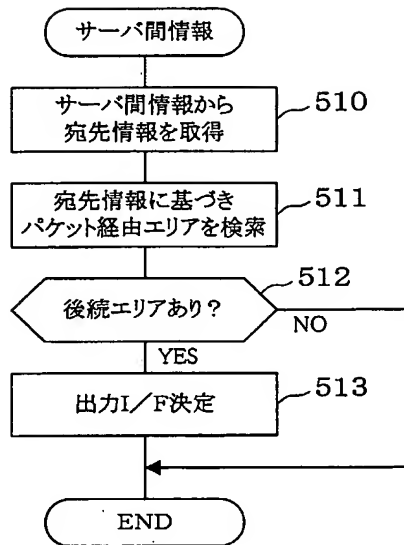 サーバ間情報
サーバ間情報から
宛先情報を取得
510
宛先情報に基づき
パケット経由エリアを検索
511
後続エリアあり?
512
NO
YES
出力I/F決定
513
END